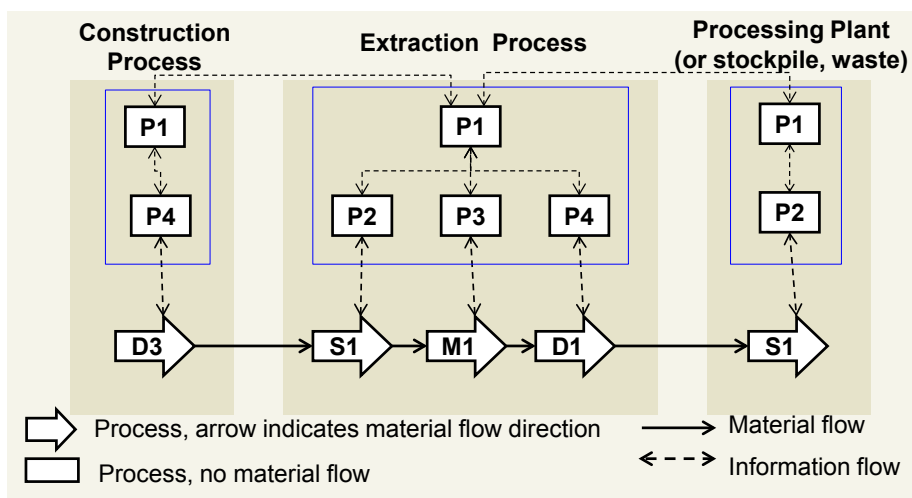 Construction
Process
Extraction Process
Processing Plant
(or stockpile, waste)
P1
P1
P1
P4
P2
P3
P4
P2
D3
S1
M1
D1
S1
Process, arrow indicates material flow direction
Material flow
Process, no material flow
Information flow